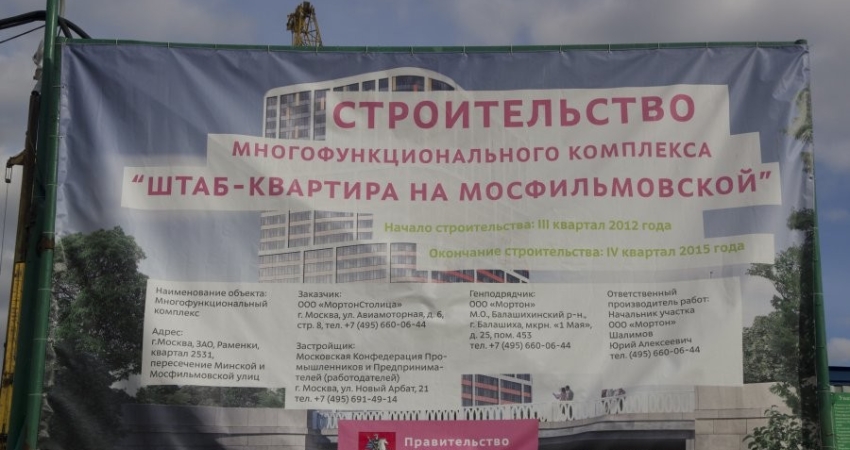 СТРОИТЕЛЬСТВО
МНОГОФУНКЦИОНАЛЬНОГО КОМПЛЕКСА
“ШТАБ-КВАРТИРА НА МОСФИЛЬМОВСКОЙ”
Начало строительства: III квартал 2012 года
Окончание строительства: IV квартал 2015 года
Наименование объекта:
Многофункциональный
комплекс
Адрес:
г.Москва, ЗАО, Раменки,
квартал 2531,
пересечение Минской и
Мосфильмовской улиц
Заказчик:
ООО «МортонСтолица»
г. Москва, ул. Авиамоторная, д. 6,
стр. 8, тел. +7 (495) 660-06-44
Застройщик:
Московская Конфедерация Про-
мышленников и Предпринима-
телей (работодателей)
г. Москва, ул. Новый Арбат, 21
тел. +7 (495) 691-49-14
Генподрядчик:
ООО «Мортон»
М.О., Балашихинский р-н.,
г. Балашиха, мкрн. «1 Мая»,
д. 25, пом. 453
тел. +7 (495) 660-06-44
Ответственный
производитель работ:
Начальник участка
ООО «Мортон»
Шалимов
Юрий Алексеевич
тел. +7 (495) 660-06-44
Правительство